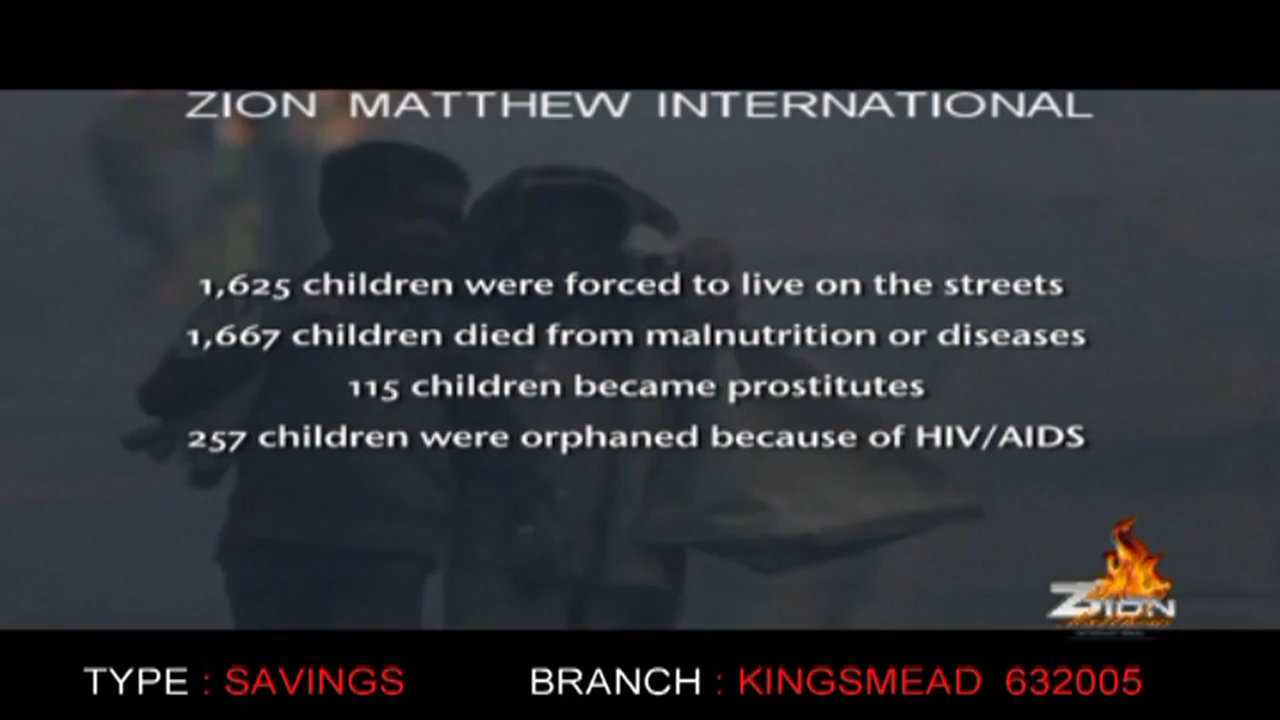 ZION MATTHEW INTERNATIONAL
1,625 children were forced to live on the streets
1,667 children died from malnutrition or diseases
115 children became prostitutes
257 children were orphaned because of HIV/AIDS
ZION
TYPE : SAVINGS BRANCH : KINGSMEAD 632005